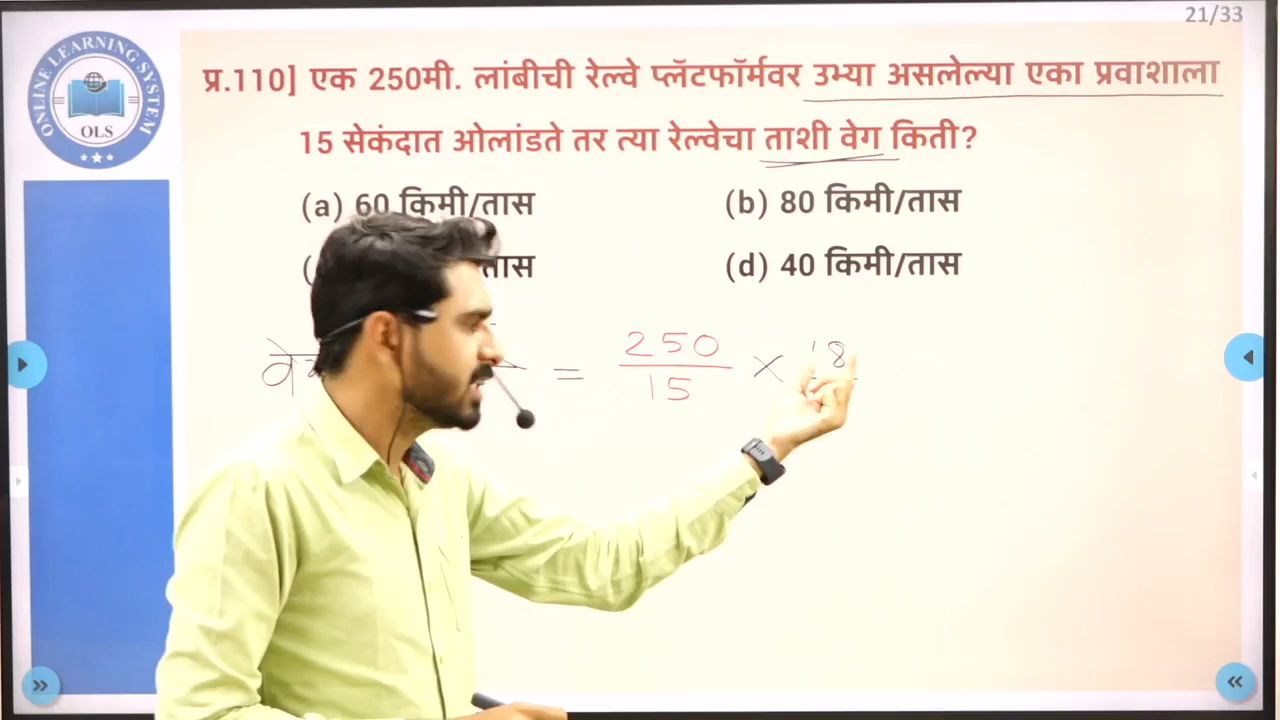 21/33
ONLINE LEARNING SYSTEM
OLS
प्र.110] एक 250मी. लांबीची रेल्वे प्लॅटफॉर्मवर उभ्या असलेल्या एका प्रवाशाला
15 सेकंदात ओलांडते तर त्या रेल्वेचा ताशी वेग किती?
(a) 60 किमी/तास (b) 80 किमी/तास
(d) 40 किमी/तास
= 250/15 × 18